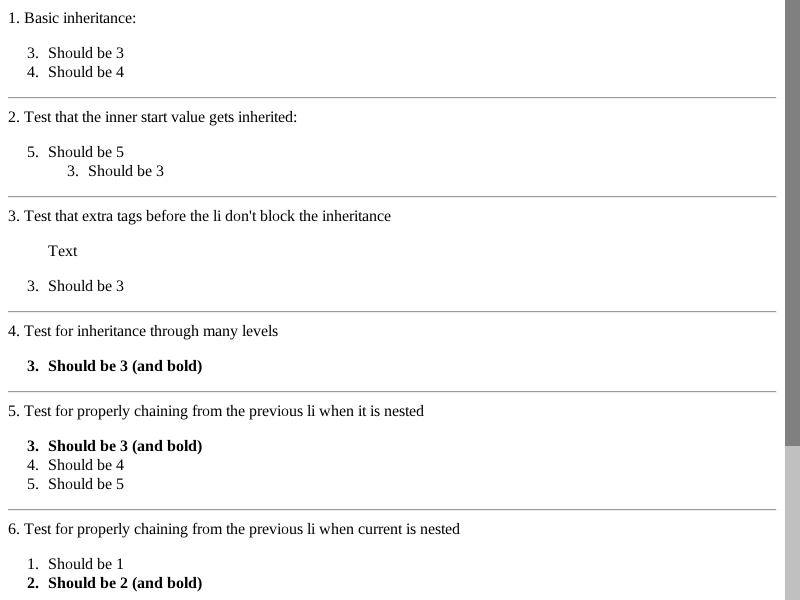 1. Basic inheritance:
3. Should be 3
4. Should be 4
2. Test that the inner start value gets inherited:
5. Should be 5
3. Should be 3
3. Test that extra tags before the li don't block the inheritance
Text
3. Should be 3
4. Test for inheritance through many levels
3. Should be 3 (and bold)
5. Test for properly chaining from the previous li when it is nested
3. Should be 3 (and bold)
4. Should be 4
5. Should be 5
6. Test for properly chaining from the previous li when current is nested
1. Should be 1
2. Should be 2 (and bold)